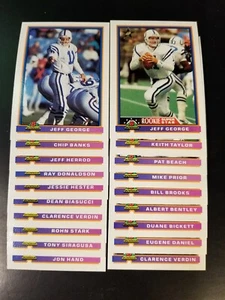 JEFF GEORGE
CHIP BANKS
JEFF HERROD
RAY DONALDSON
JESSIE HESTER
DEAN BIASUCCI
CLARENCE VERDIN
ROHN STARK
TONY SIRAGUSA
JON HAND
ROOKIE SYZE
JEFF GEORGE
KEITH TAYLOR
PAT BEACH
MIKE PRIOR
BILL BROOKS
ALBERT BENTLEY
DUANE BICKETT
EUGENE DANIEL
CLARENCE VERDIN